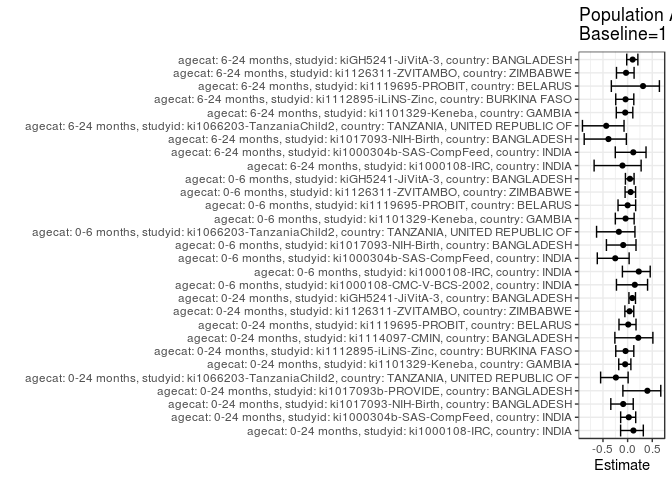 Population A
Baseline=1
agecat: 6-24 months, studyid: kiGH5241-JiVitA-3, country: BANGLADESH
agecat: 6-24 months, studyid: ki1126311-ZVITAMBO, country: ZIMBABWE
agecat: 6-24 months, studyid: ki1119695-PROBIT, country: BELARUS
agecat: 6-24 months, studyid: ki1112895-iLiNS-Zinc, country: BURKINA FASO
agecat: 6-24 months, studyid: ki1101329-Keneba, country: GAMBIA
agecat: 6-24 months, studyid: ki1066203-TanzaniaChild2, country: TANZANIA, UNITED REPUBLIC OF
agecat: 6-24 months, studyid: ki1017093-NIH-Birth, country: BANGLADESH
agecat: 6-24 months, studyid: ki1000304b-SAS-CompFeed, country: INDIA
agecat: 6-24 months, studyid: ki1000108-IRC, country: INDIA
agecat: 0-6 months, studyid: kiGH5241-JiVitA-3, country: BANGLADESH
agecat: 0-6 months, studyid: ki1126311-ZVITAMBO, country: ZIMBABWE
agecat: 0-6 months, studyid: ki1119695-PROBIT, country: BELARUS
agecat: 0-6 months, studyid: ki1101329-Keneba, country: GAMBIA
agecat: 0-6 months, studyid: ki1066203-TanzaniaChild2, country: TANZANIA, UNITED REPUBLIC OF
agecat: 0-6 months, studyid: ki1017093-NIH-Birth, country: BANGLADESH
agecat: 0-6 months, studyid: ki1000304b-SAS-CompFeed, country: INDIA
agecat: 0-6 months, studyid: ki1000108-IRC, country: INDIA
agecat: 0-6 months, studyid: ki1000108-CMC-V-BCS-2002, country: INDIA
agecat: 0-24 months, studyid: kiGH5241-JiVitA-3, country: BANGLADESH
agecat: 0-24 months, studyid: ki1126311-ZVITAMBO, country: ZIMBABWE
agecat: 0-24 months, studyid: ki1119695-PROBIT, country: BELARUS
agecat: 0-24 months, studyid: ki1114097-CMIN, country: BANGLADESH
agecat: 0-24 months, studyid: ki1112895-iLiNS-Zinc, country: BURKINA FASO
agecat: 0-24 months, studyid: ki1101329-Keneba, country: GAMBIA
agecat: 0-24 months, studyid: ki1066203-TanzaniaChild2, country: TANZANIA, UNITED REPUBLIC OF
agecat: 0-24 months, studyid: ki1017093b-PROVIDE, country: BANGLADESH
agecat: 0-24 months, studyid: ki1017093-NIH-Birth, country: BANGLADESH
agecat: 0-24 months, studyid: ki1000304b-SAS-CompFeed, country: INDIA
agecat: 0-24 months, studyid: ki1000108-IRC, country: INDIA
-0.5 0.0 0.5
Estimate